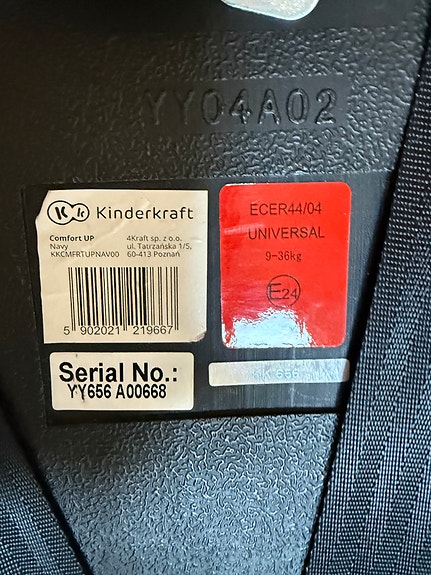 YY04A02
Kk Kinderkraft
Comfort UP
Navy
KKCMFRTUPNAV00
4Kraft sp. z o.o.
ul. Tatrzańska 1/5,
60-413 Poznań
5 902021 219667
ECER44/04
UNIVERSAL
9-36kg
E24
Serial No.:
YY656 A00668